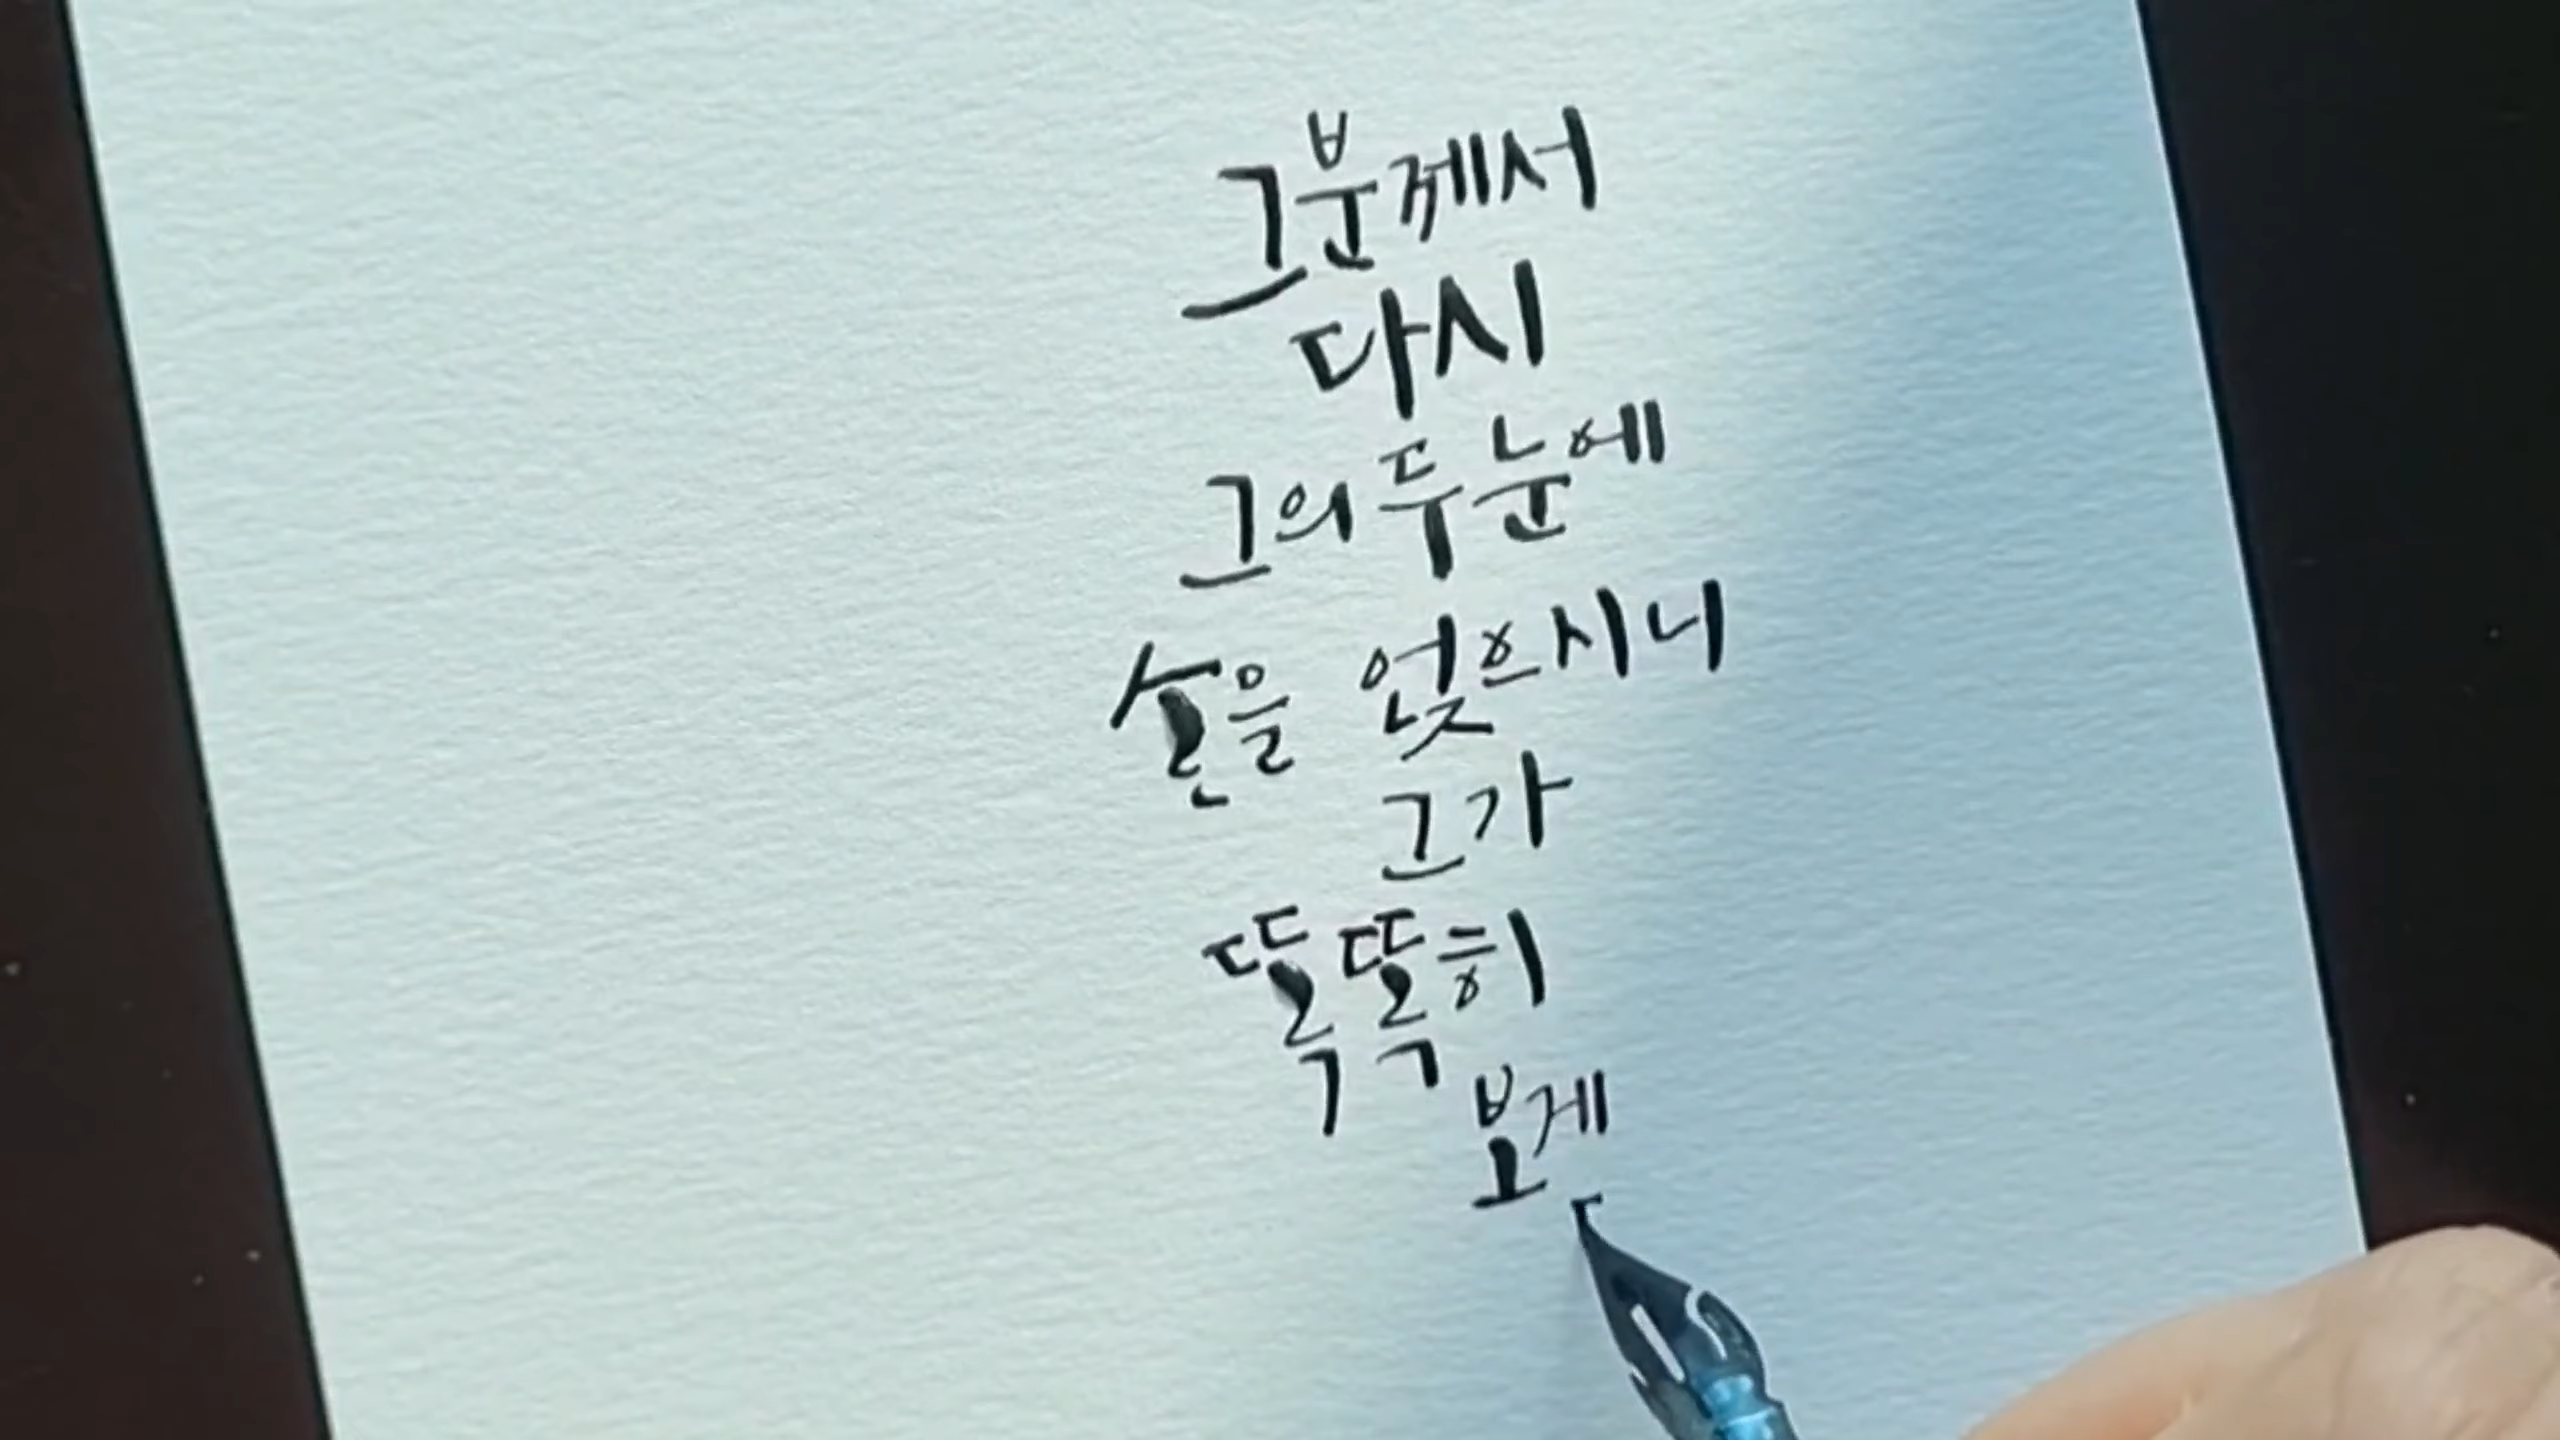 그분께서
다시
그의 두 눈에
손을 얹으시니
그가
똑똑히
보게